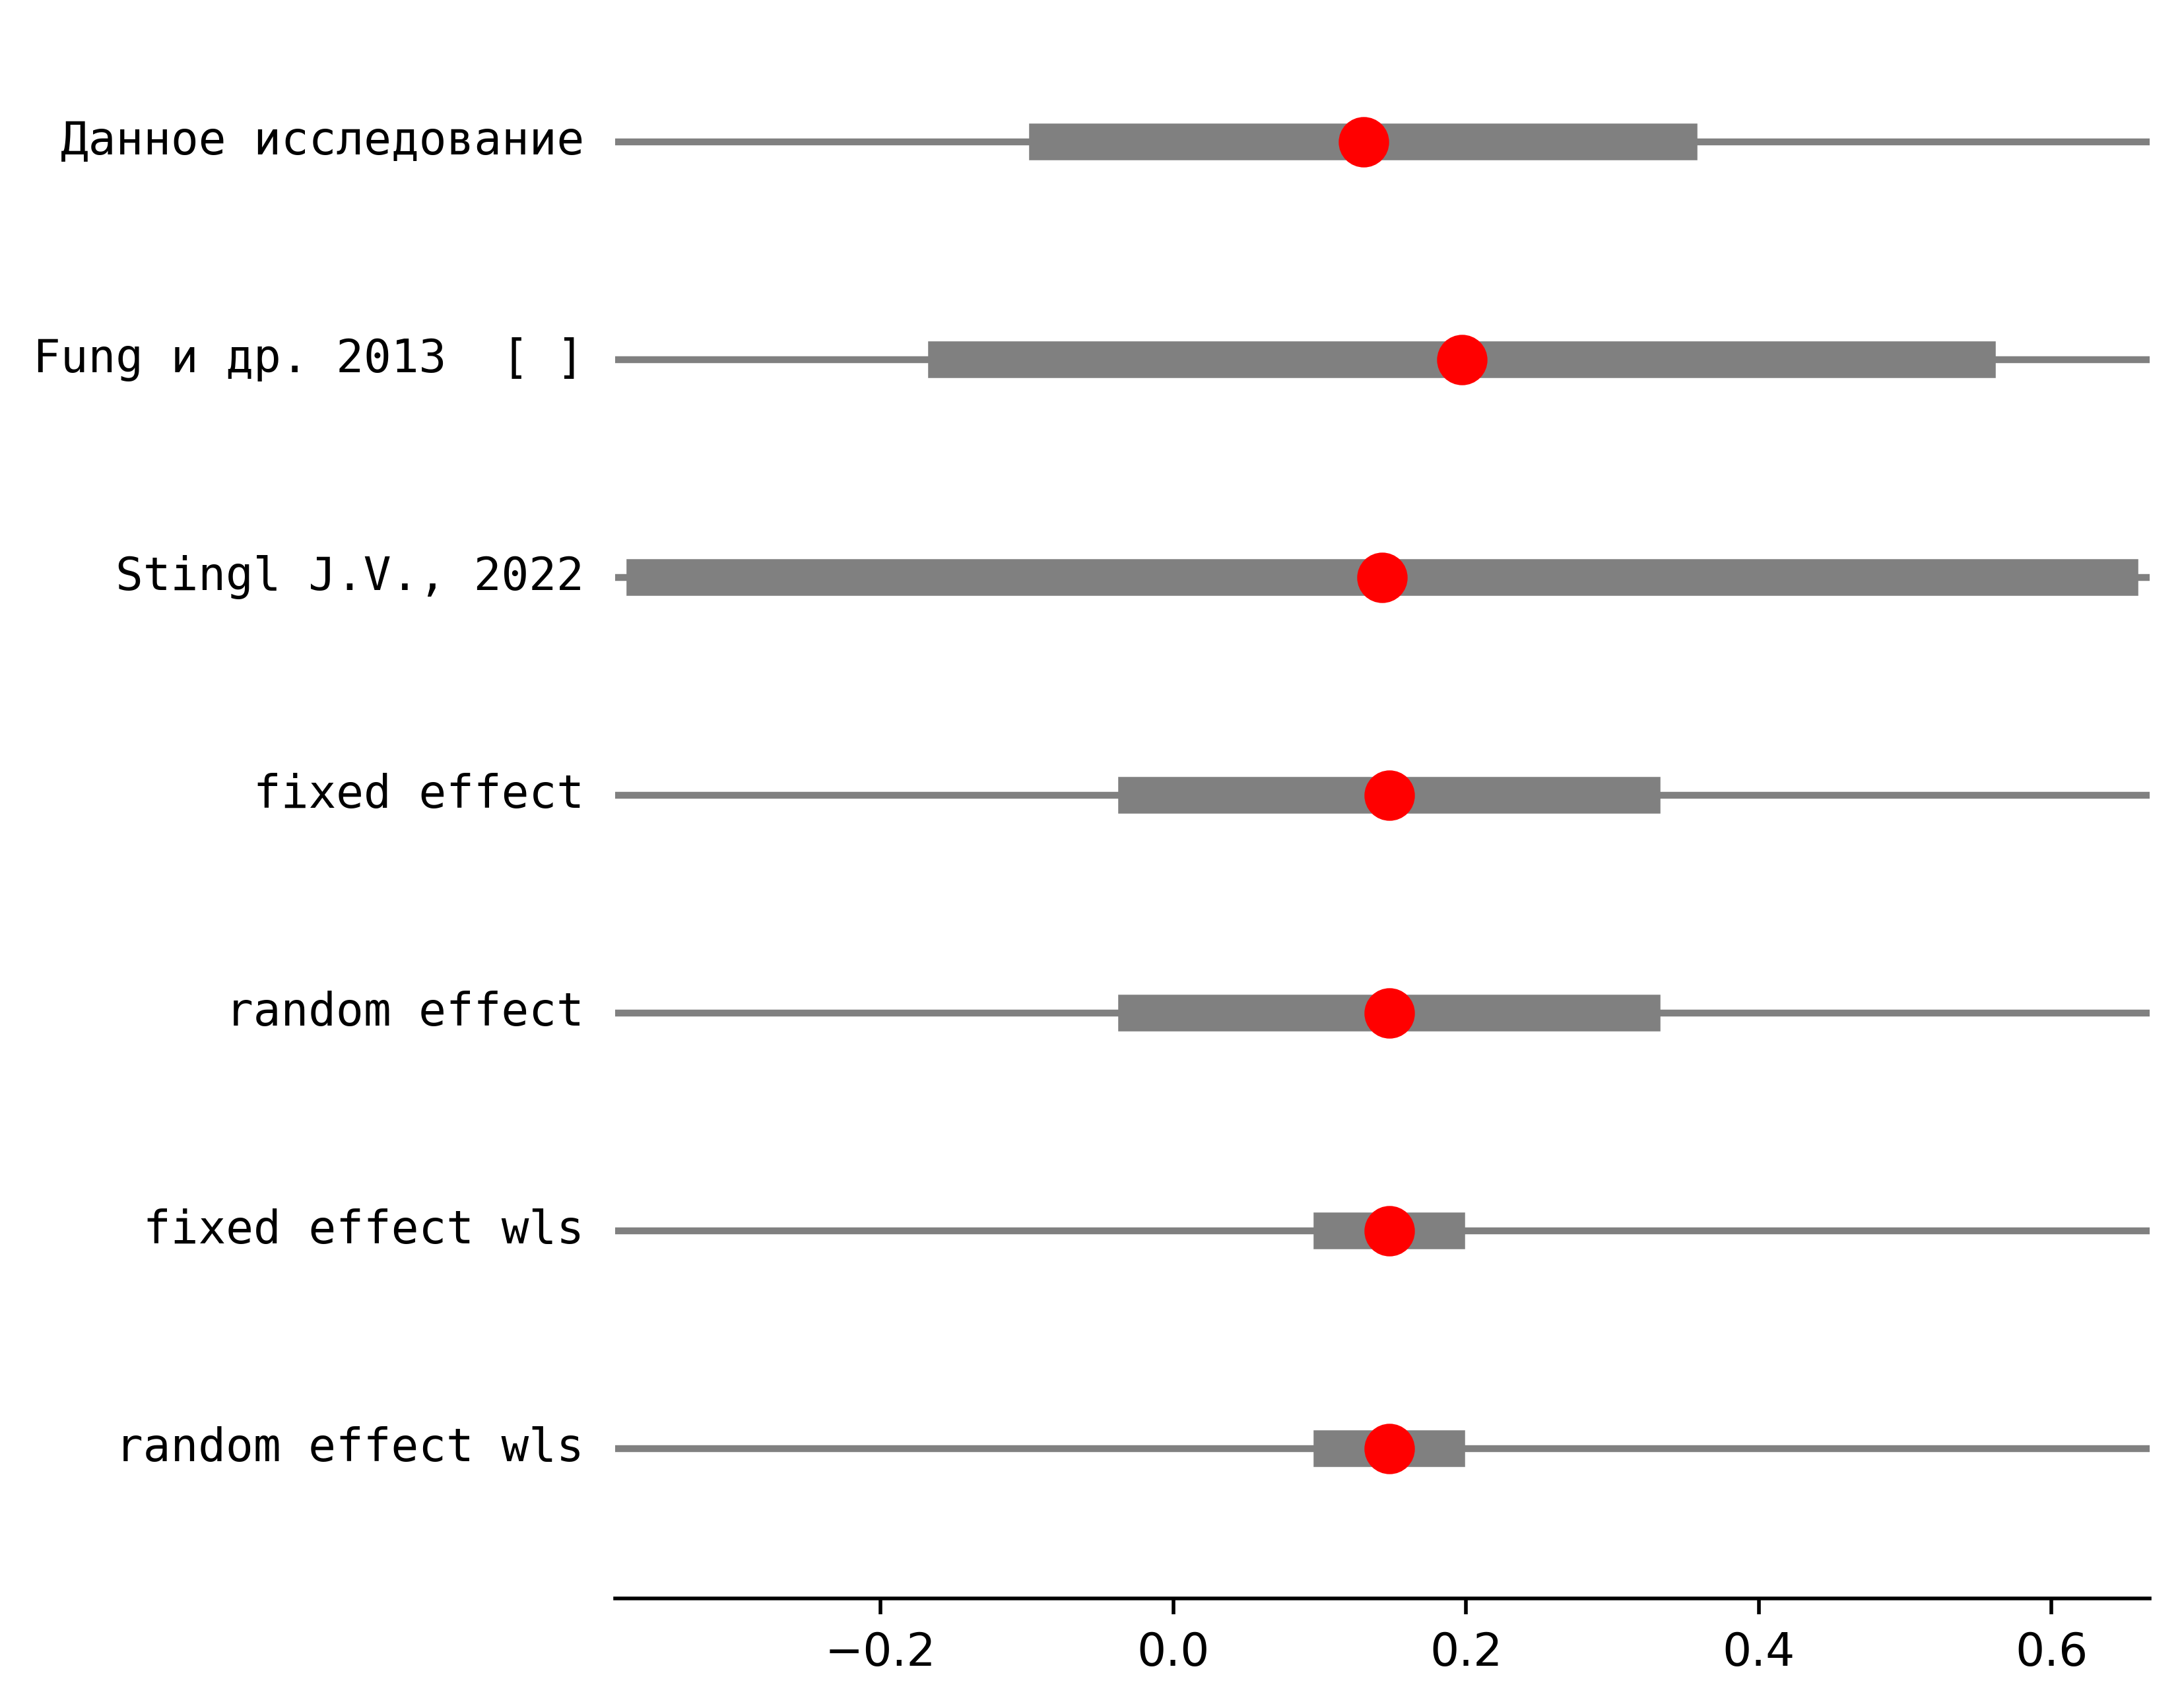 Данное исследование
Fung и др. 2013  [ ]
Stingl J.V., 2022
fixed effect
random effect
fixed effect wls
random effect wls
−0.2 0.0 0.2 0.4 0.6